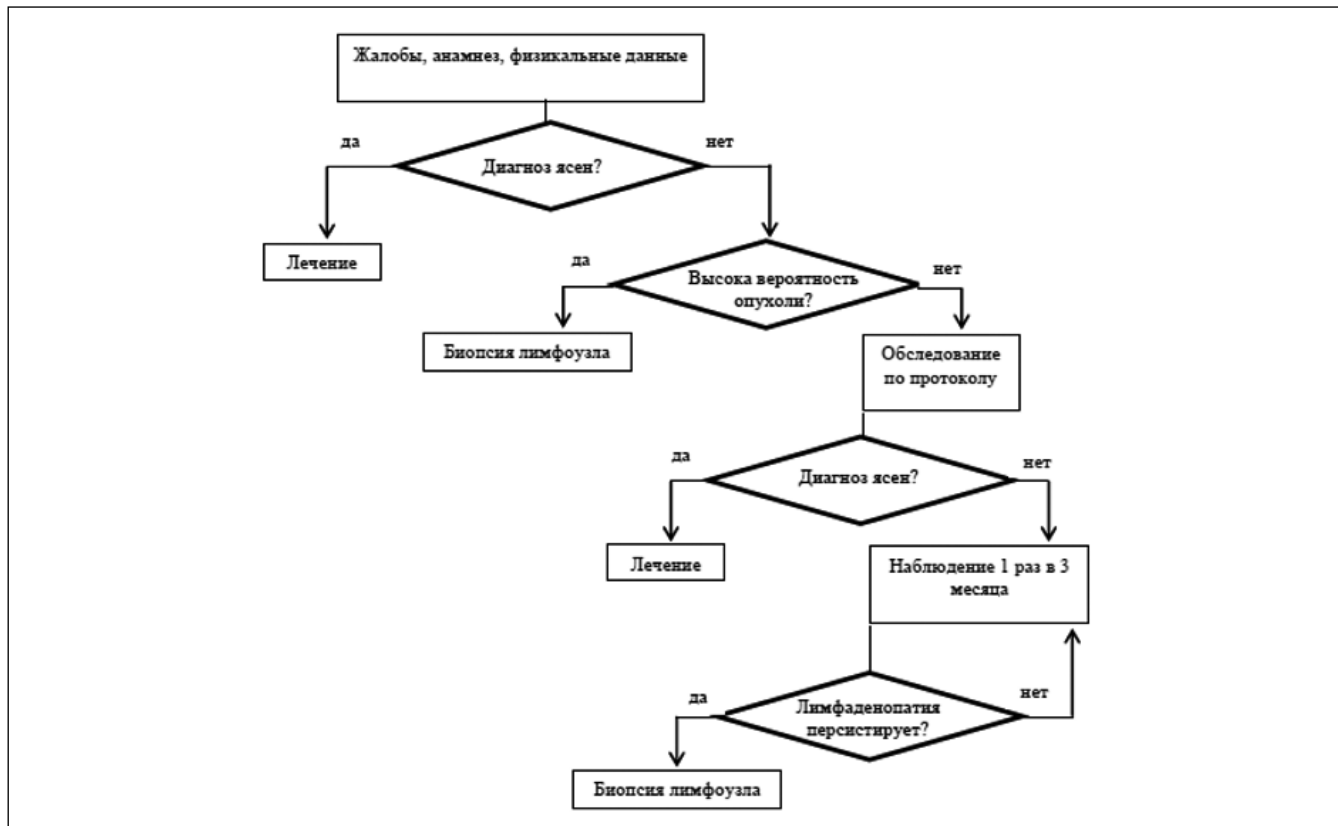 Жалобы, анамнез, физикальные данные
да
нет
Диагноз ясен?
Лечение
да
нет
Высока вероятность
опухоли?
Биопсия лимфоузла
Обследование
по протоколу
да
нет
Диагноз ясен?
Лечение
Наблюдение 1 раз в 3
месяца
да
нет
Лимфаденопатия
персистирует?
Биопсия лимфоузла